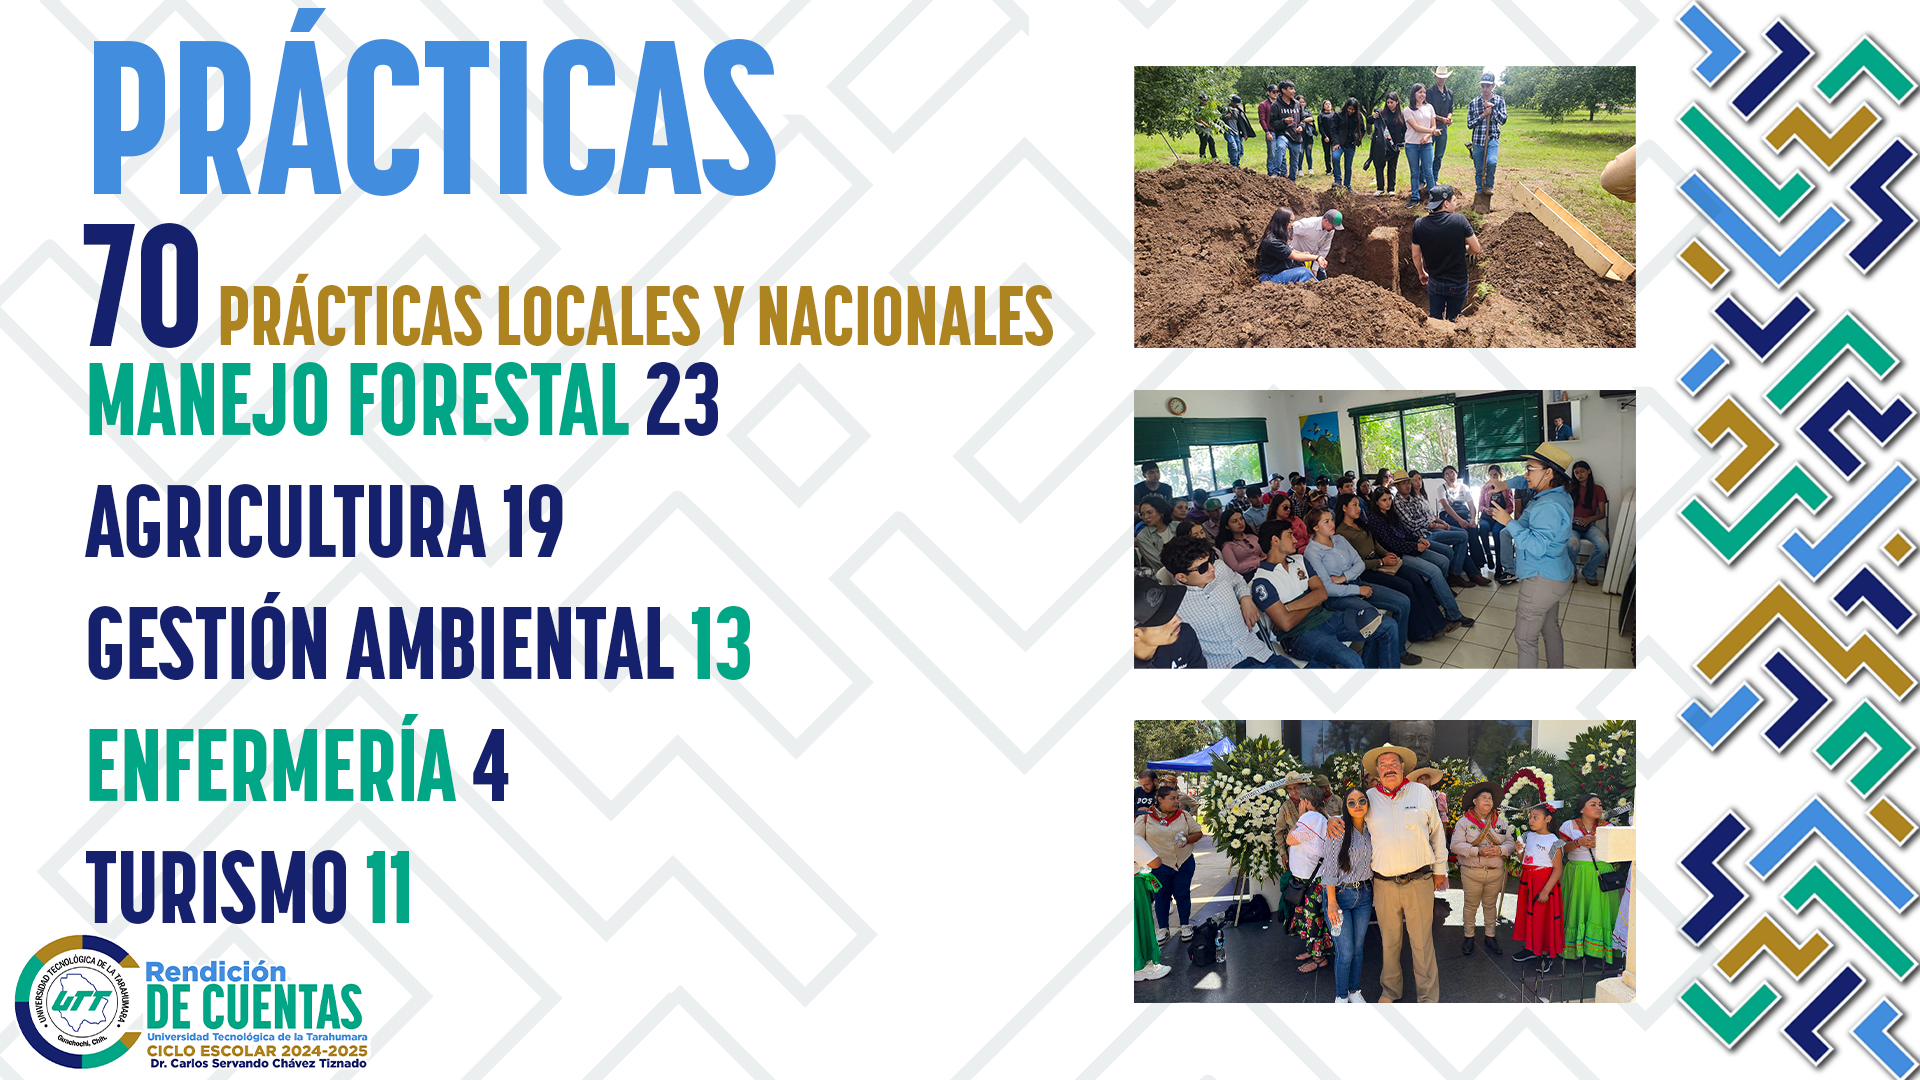 PRÁCTICAS
70 PRÁCTICAS LOCALES Y NACIONALES
MANEJO FORESTAL 23
AGRICULTURA 19
GESTIÓN AMBIENTAL 13
ENFERMERÍA 4
TURISMO 11
UNIVERSIDAD TECNOLÓGICA DE LA TARAHUMARA
UTT
Guachochi, Chih.
Rendición
DE CUENTAS
Universidad Tecnológica de la Tarahumara
CICLO ESCOLAR 2024-2025
Dr. Carlos Servando Chávez Tiznado